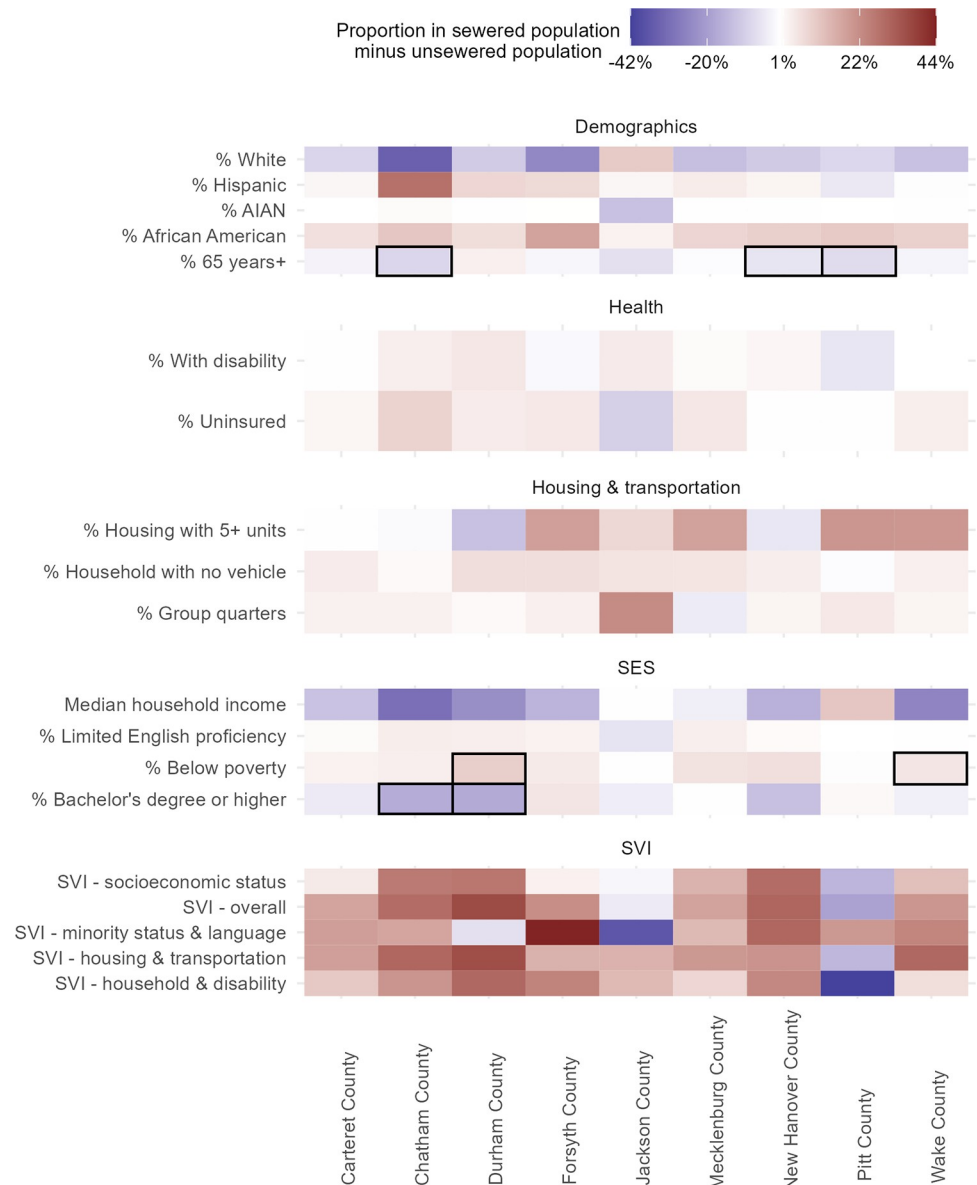 Proportion in sewered population
minus unsewered population
-42% -20% 1% 22% 44%
Demographics
% White
% Hispanic
% AIAN
% African American
% 65 years+
Health
% With disability
% Uninsured
Housing & transportation
% Housing with 5+ units
% Household with no vehicle
% Group quarters
SES
Median household income
% Limited English proficiency
% Below poverty
% Bachelor's degree or higher
SVI
SVI - socioeconomic status
SVI - overall
SVI - minority status & language
SVI - housing & transportation
SVI - household & disability
Carteret County
Chatham County
Durham County
Forsyth County
Jackson County
Mecklenburg County
New Hanover County
Pitt County
Wake County